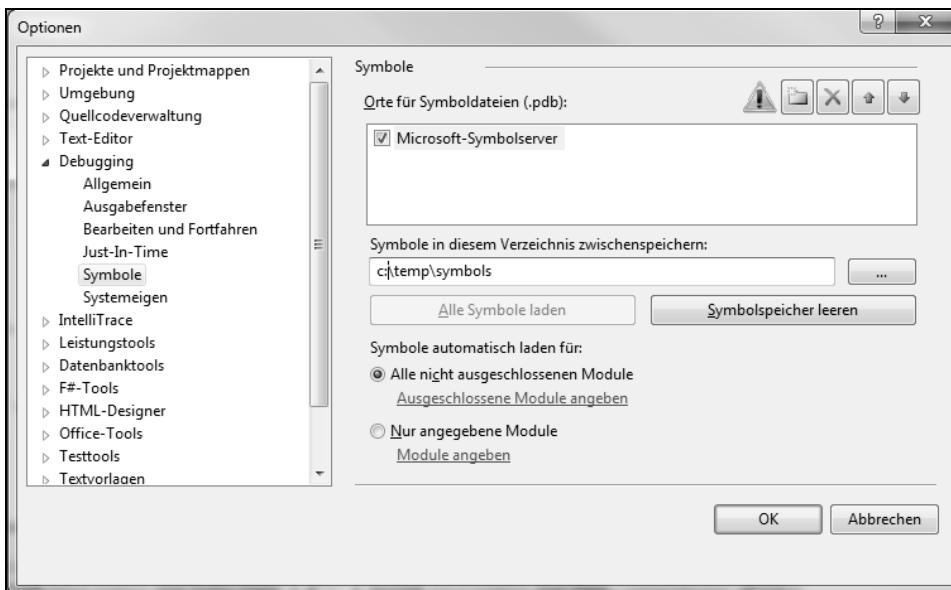 Optionen
Projekte und Projektmappen
Umgebung
Quellcodeverwaltung
Text-Editor
Debugging
Allgemein
Ausgabefenster
Bearbeiten und Fortfahren
Just-In-Time
Symbole
Systemeigen
IntelliTrace
Leistungstools
Datenbanktools
F#-Tools
HTML-Designer
Office-Tools
Testtools
Textvorlagen
Symbole
Orte für Symboldateien (.pdb):
Microsoft-Symbolserver
Symbole in diesem Verzeichnis zwischenspeichern:
c:\temp\symbols
...
Alle Symbole laden
Symbolspeicher leeren
Symbole automatisch laden für:
Alle nicht ausgeschlossenen Module
Ausgeschlossene Module angeben
Nur angegebene Module
Module angeben
OK
Abbrechen